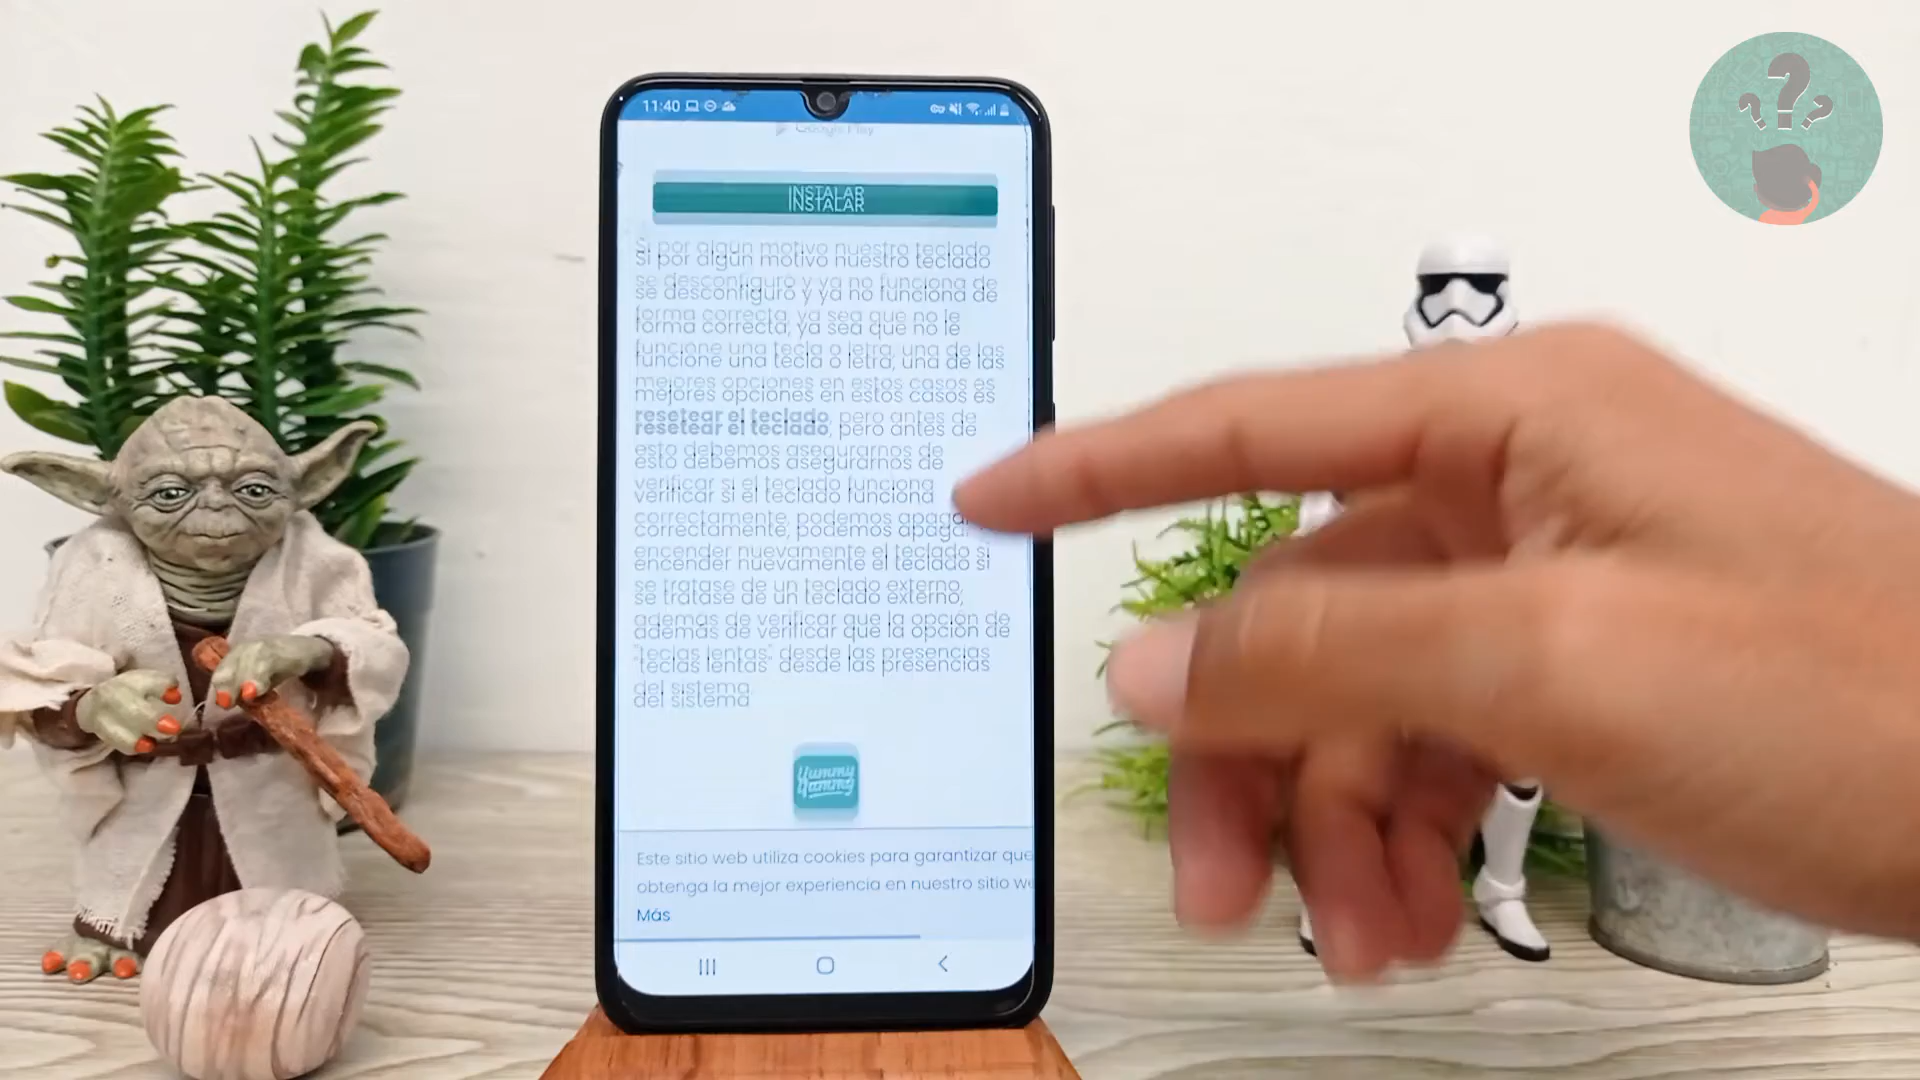 11:40
Google Play
INSTALAR
Si por algún motivo nuestro teclado
se desconfiguro y ya no funciona de
forma correcta, ya sea que no le
funcione una tecla o letra, una de las
mejores opciones en estos casos es
resetear el teclado, pero antes de
esto debemos asegurarnos de
verificar si el teclado funciona
correctamente, podemos apagar
encender nuevamente el teclado si
se tratase de un teclado externo,
además de verificar que la opción de
"teclas lentas" desde las presencias
del sistema
Yummy
Este sitio web utiliza cookies para garantizar que
obtenga la mejor experiencia en nuestro sitio we
Más